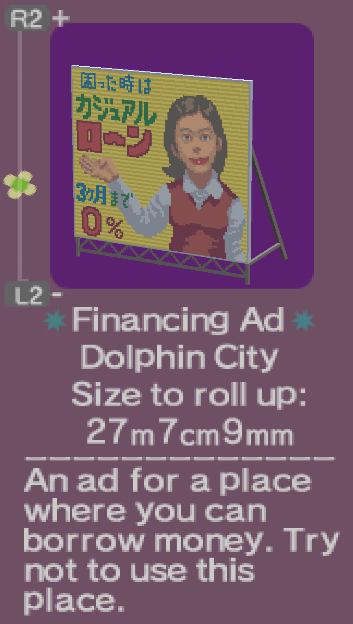 R2 +
困った時は
カジュアル
ローン
3ヶ月まで
0%
L2 -
Financing Ad
Dolphin City
Size to roll up:
27m7cm9mm
An ad for a place
where you can
borrow money. Try
not to use this
place.